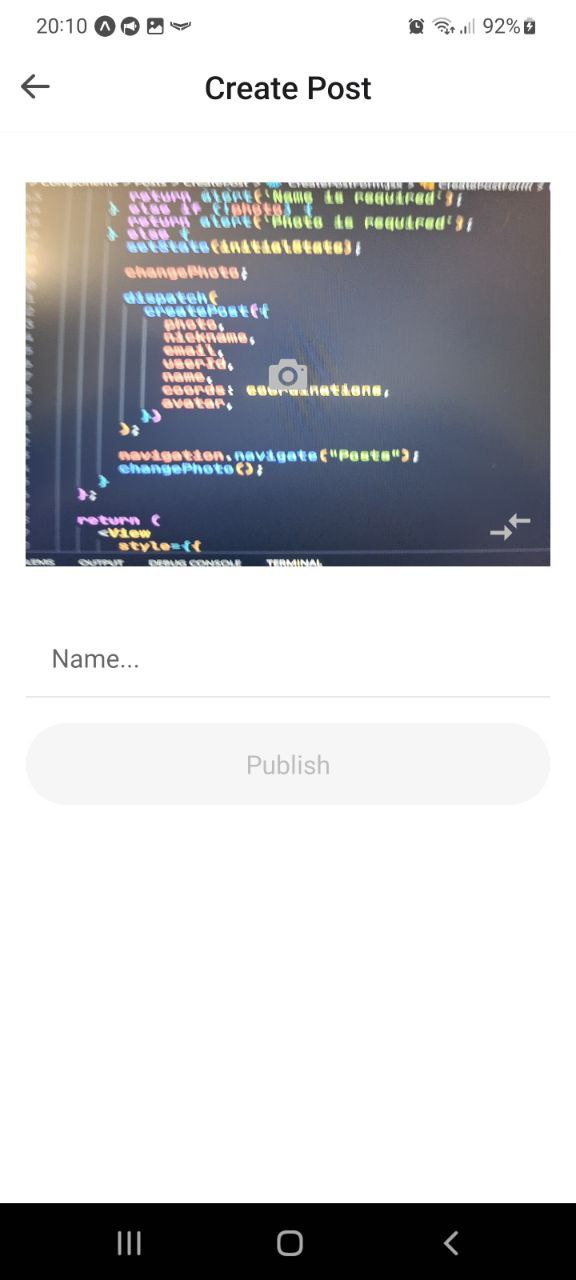 20:10
92%
Create Post
return alert('Name is required');
} else if (!photo) {
return alert('Photo is required');
} else {
setState(initialState);
changePhoto;
dispatch(
createPost({
photo,
nickname,
email,
userId,
name,
coords: coordinations,
avatar,
})
);
navigation.navigate("Posts");
changePhoto();
}
};
return (
<View
style={{
OUTPUT DEBUG CONSOLE TERMINAL
Name...
Publish